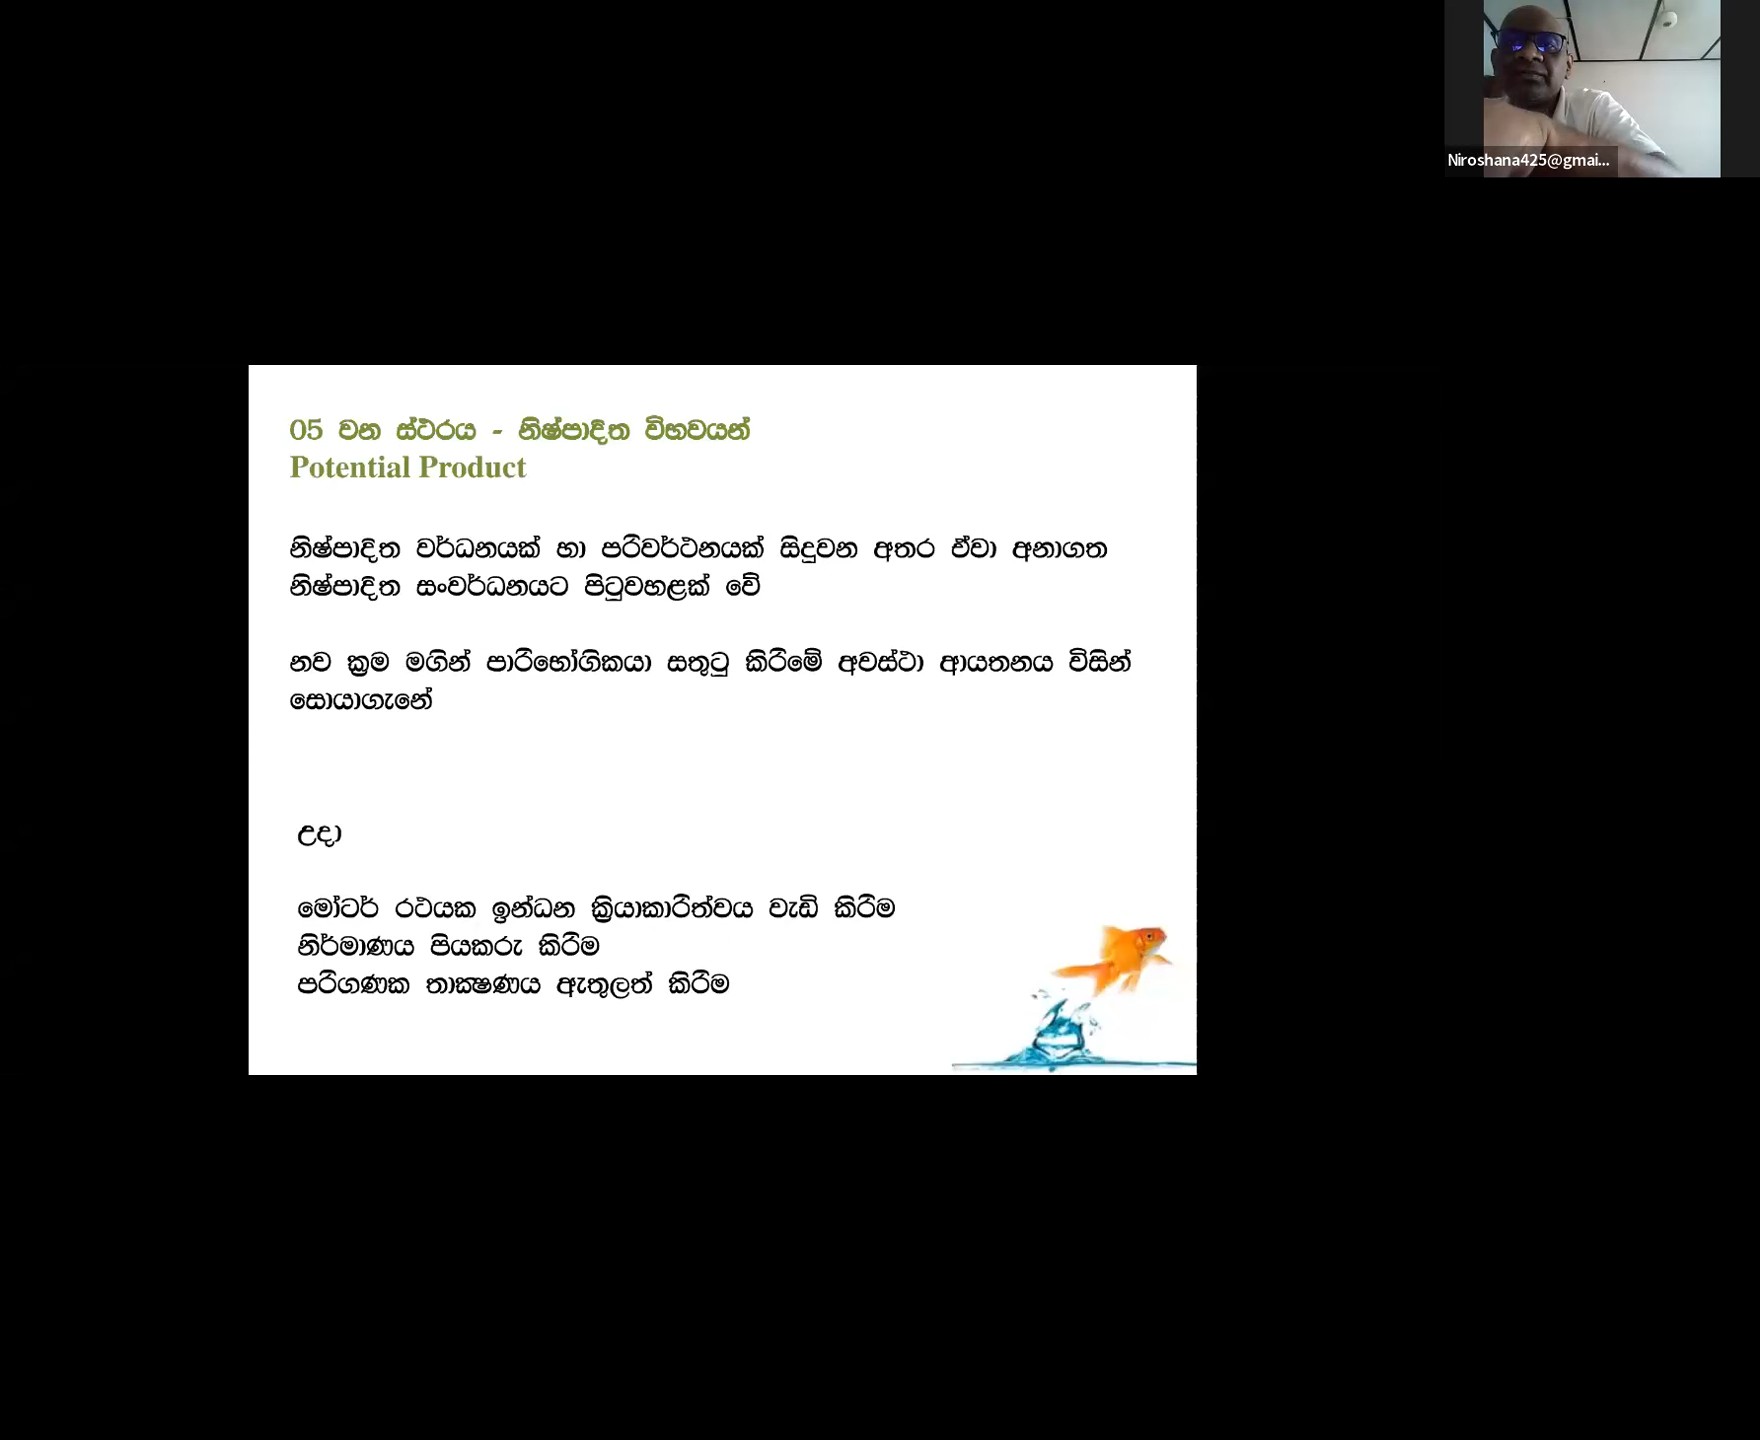 Niroshana425@gmai...
05 වන ස්ථරය - නිෂ්පාදිත විභවයන්
Potential Product
නිෂ්පාදිත වර්ධනයක් හා පරිවර්ථනයක් සිදුවන අතර ඒවා අනාගත
නිෂ්පාදිත සංවර්ධනයට පිටුවහළක් වේ
නව ක්‍රම මගින් පාරිභෝගිකයා සතුටු කිරීමේ අවස්ථා ආයතනය විසින්
සොයාගැනේ
උදා
මෝටර් රථයක ඉන්ධන ක්‍රියාකාරීත්වය වැඩි කිරීම
නිර්මාණය පියකරු කිරිම
පරිගණක තාක්‍ෂණය ඇතුලත් කිරීම